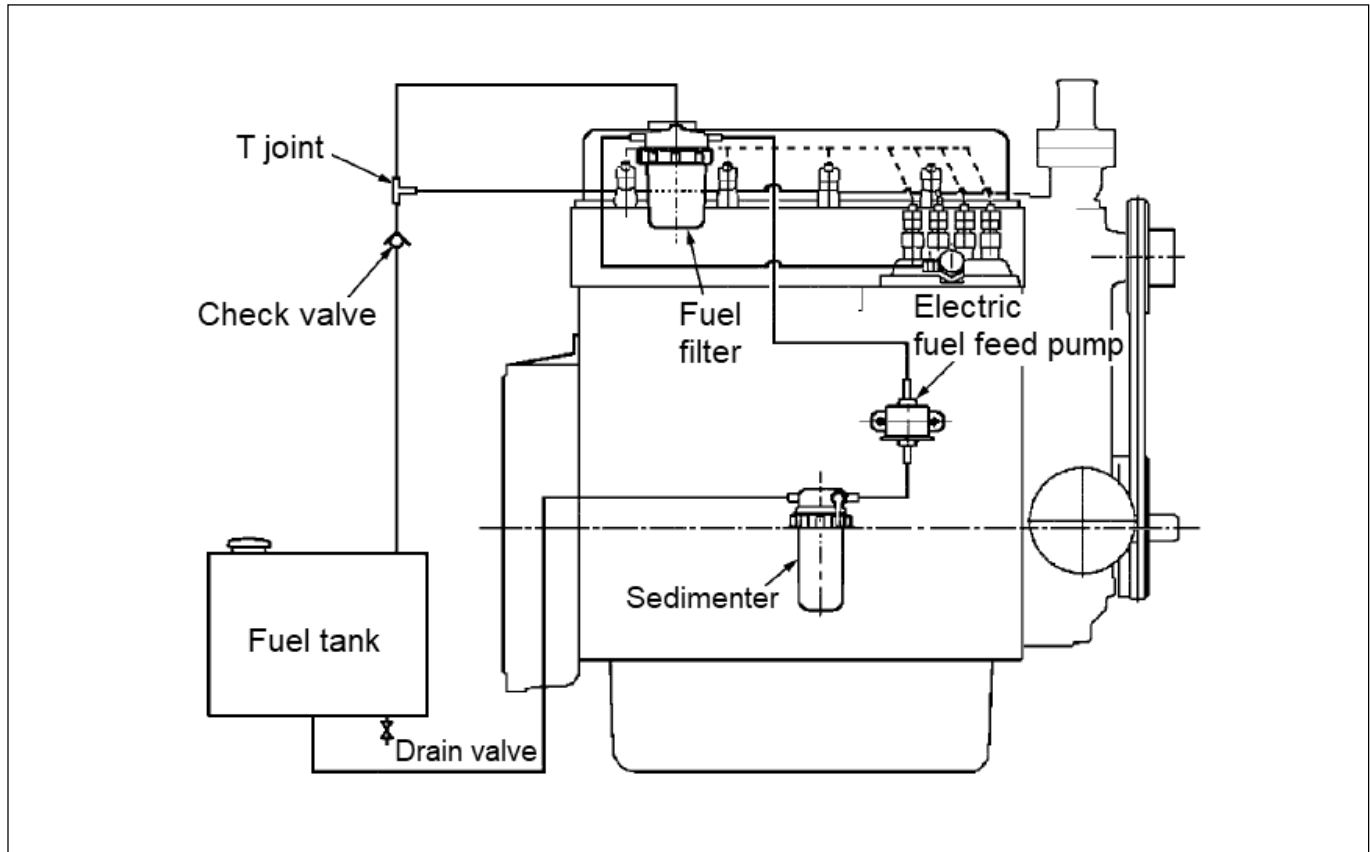 T joint
Check valve
Fuel
filter
Electric
fuel feed pump
Sedimenter
Fuel tank
Drain valve